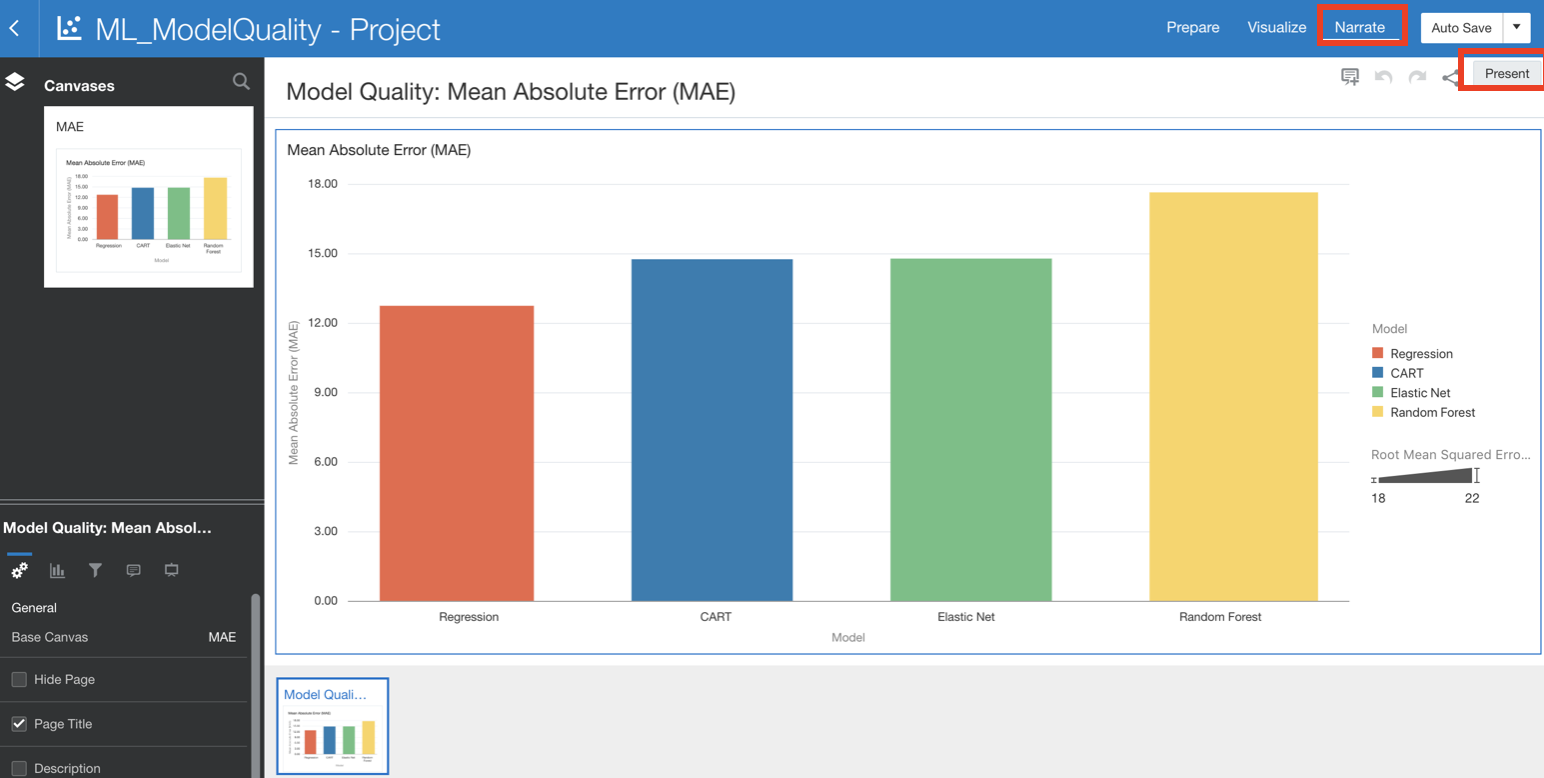 ML_ModelQuality - Project
Prepare Visualize Narrate Auto Save
Canvases
MAE
Mean Absolute Error (MAE)
18.00
15.00
12.00
9.00
6.00
3.00
0.00
Mean Absolute Error (MAE)
Regression CART Elastic Net Random Forest
Model
Model Quality: Mean Absol...
General
Base Canvas MAE
Hide Page
Page Title
Description
Present
Model Quality: Mean Absolute Error (MAE)
Mean Absolute Error (MAE)
18.00
15.00
12.00
9.00
6.00
3.00
0.00
Mean Absolute Error (MAE)
Regression CART Elastic Net Random Forest
Model
Model
Regression
CART
Elastic Net
Random Forest
Root Mean Squared Erro...
18 22
Model Quali...
Mean Absolute Error (MAE)